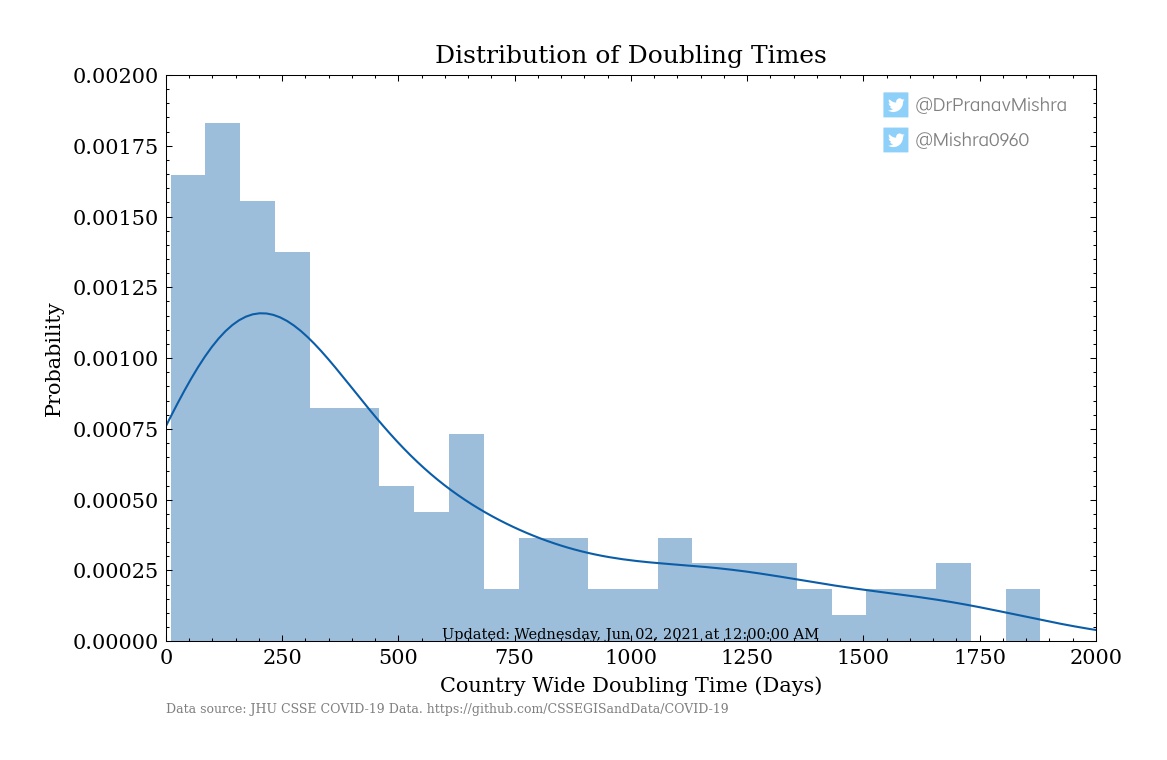 Distribution of Doubling Times
@DrPranavMishra
@Mishra0960
0.00200
0.00175
0.00150
0.00125
0.00100
0.00075
0.00050
0.00025
0.00000
Probability
Updated: Wednesday, Jun 02, 2021 at 12:00:00 AM
0 250 500 750 1000 1250 1500 1750 2000
Country Wide Doubling Time (Days)
Data source: JHU CSSE COVID-19 Data. https://github.com/CSSEGISandData/COVID-19